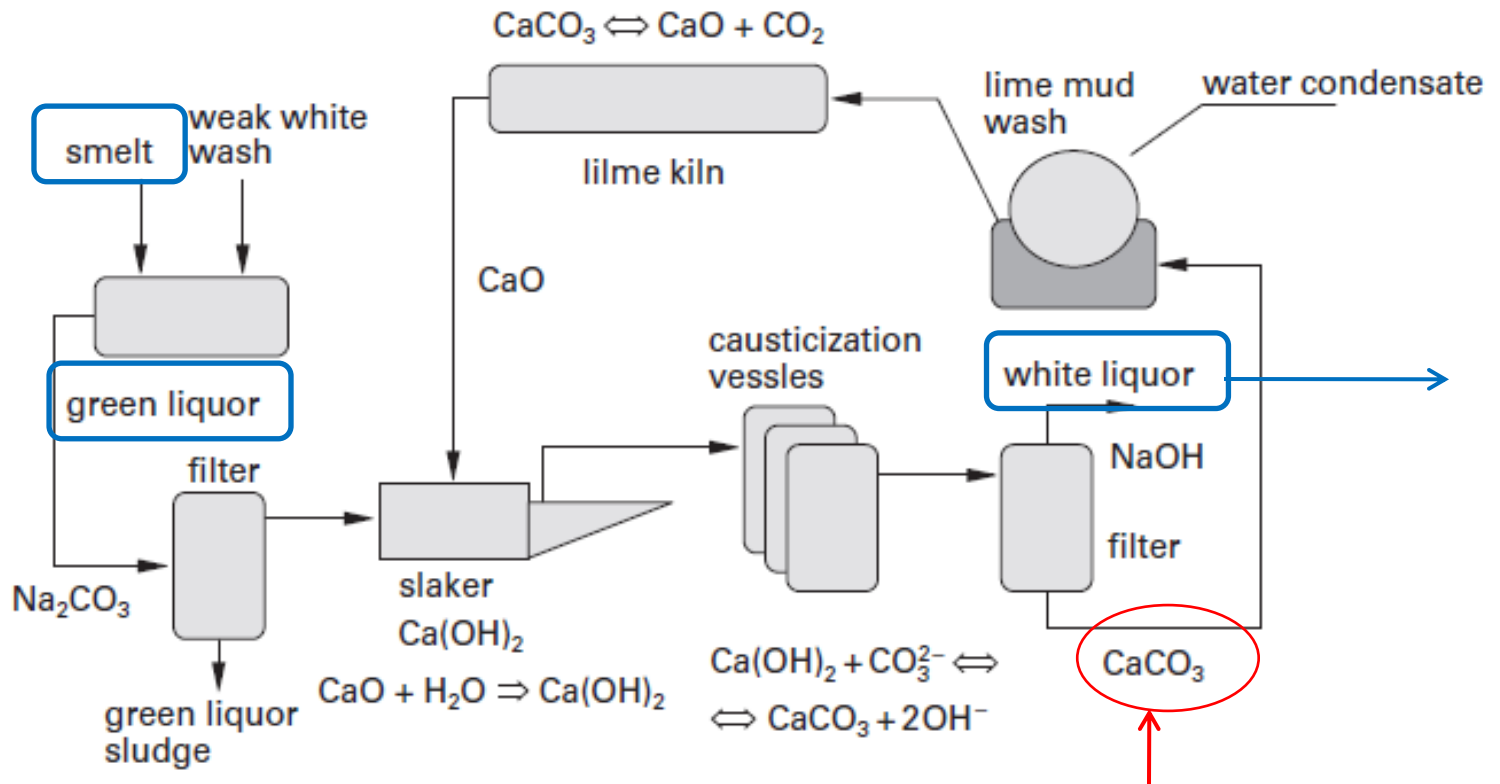 CaCO₃ ⇔ CaO + CO₂
smelt
weak white
wash
lilme kiln
lime mud
wash
water condensate
CaO
green liquor
causticization
vessles
white liquor
filter
NaOH
filter
Na₂CO₃
slaker
Ca(OH)₂
CaO + H₂O ⇒ Ca(OH)₂
green liquor
sludge
Ca(OH)₂ + CO₃²⁻ ⇔
⇔ CaCO₃ + 2OH⁻
CaCO₃